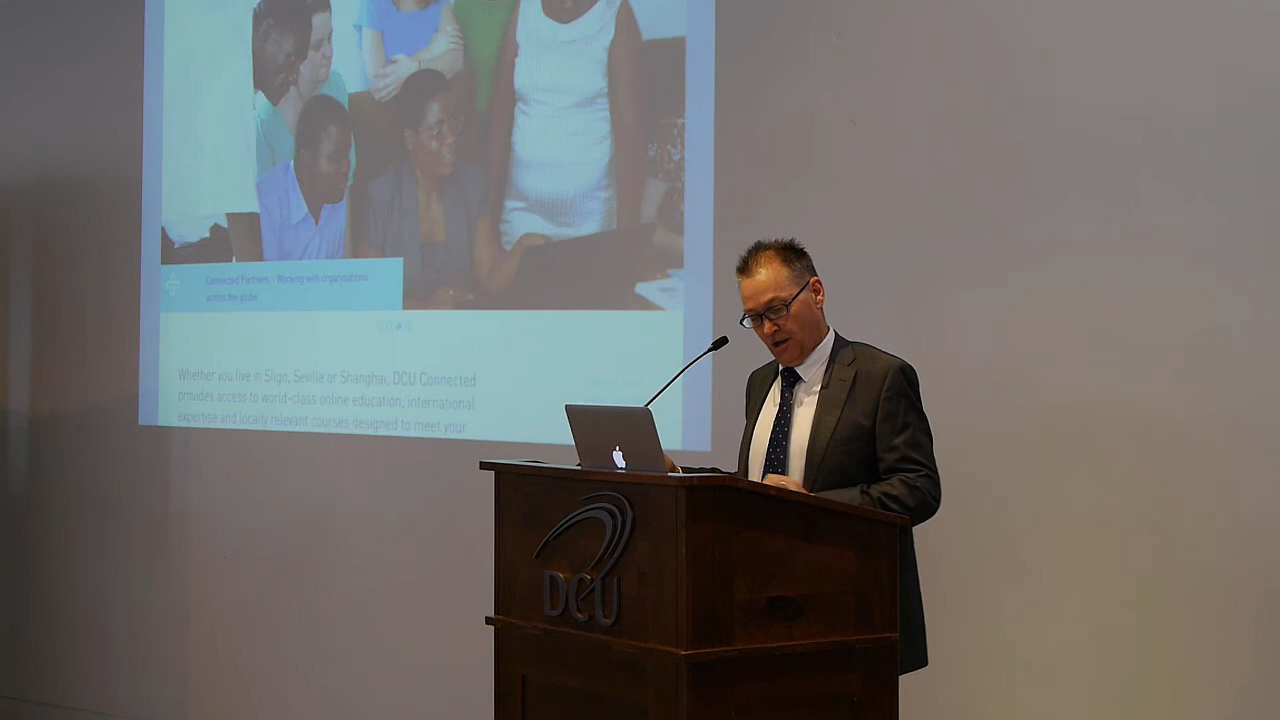 Connected Partners - Working with organisations
across the globe
Whether you live in Sligo, Seville or Shanghai, DCU Connected
provides access to world-class online education, international
expertise and locally relevant courses designed to meet your
DCU